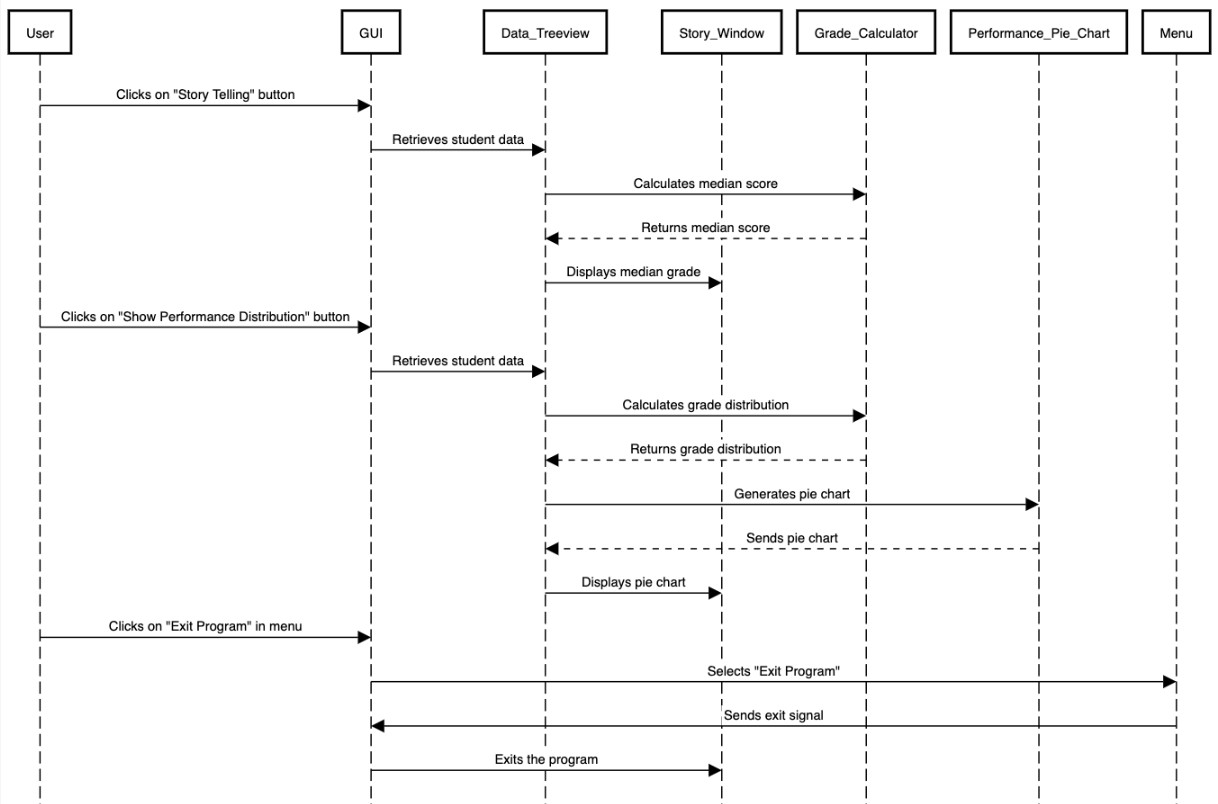 User
GUI
Data_Treeview
Story_Window
Grade_Calculator
Performance_Pie_Chart
Menu
Clicks on "Story Telling" button
Retrieves student data
Calculates median score
Returns median score
Displays median grade
Clicks on "Show Performance Distribution" button
Retrieves student data
Calculates grade distribution
Returns grade distribution
Generates pie chart
Sends pie chart
Displays pie chart
Clicks on "Exit Program" in menu
Selects "Exit Program"
Sends exit signal
Exits the program